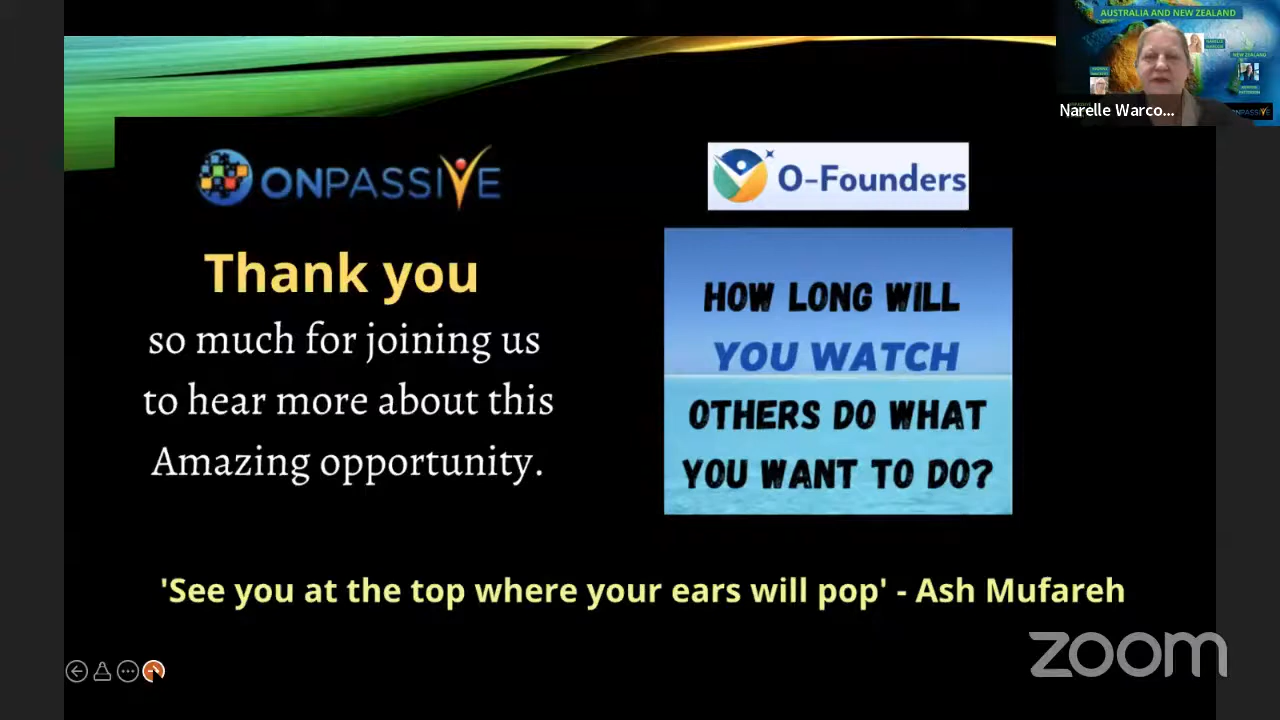 AUSTRALIA AND NEW ZEALAND
NEW ZEALAND
Narelle Warco...
ONPASSIVE
O-Founders
Thank you
so much for joining us
to hear more about this
Amazing opportunity.
HOW LONG WILL
YOU WATCH
OTHERS DO WHAT
YOU WANT TO DO?
'See you at the top where your ears will pop' - Ash Mufareh
zoom